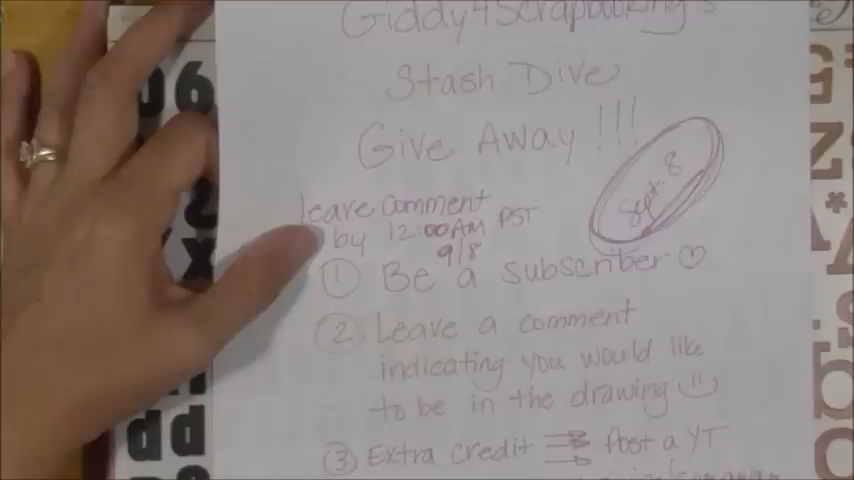 Giddy4Scrapbooking's
Stash Dive
Give Away!!!
Sept. 8
leave comment
by 12:00AM PST
9/8
① Be a subscriber ♡
② Leave a comment
indicating you would like
to be in the drawing
③ Extra credit → post a YT